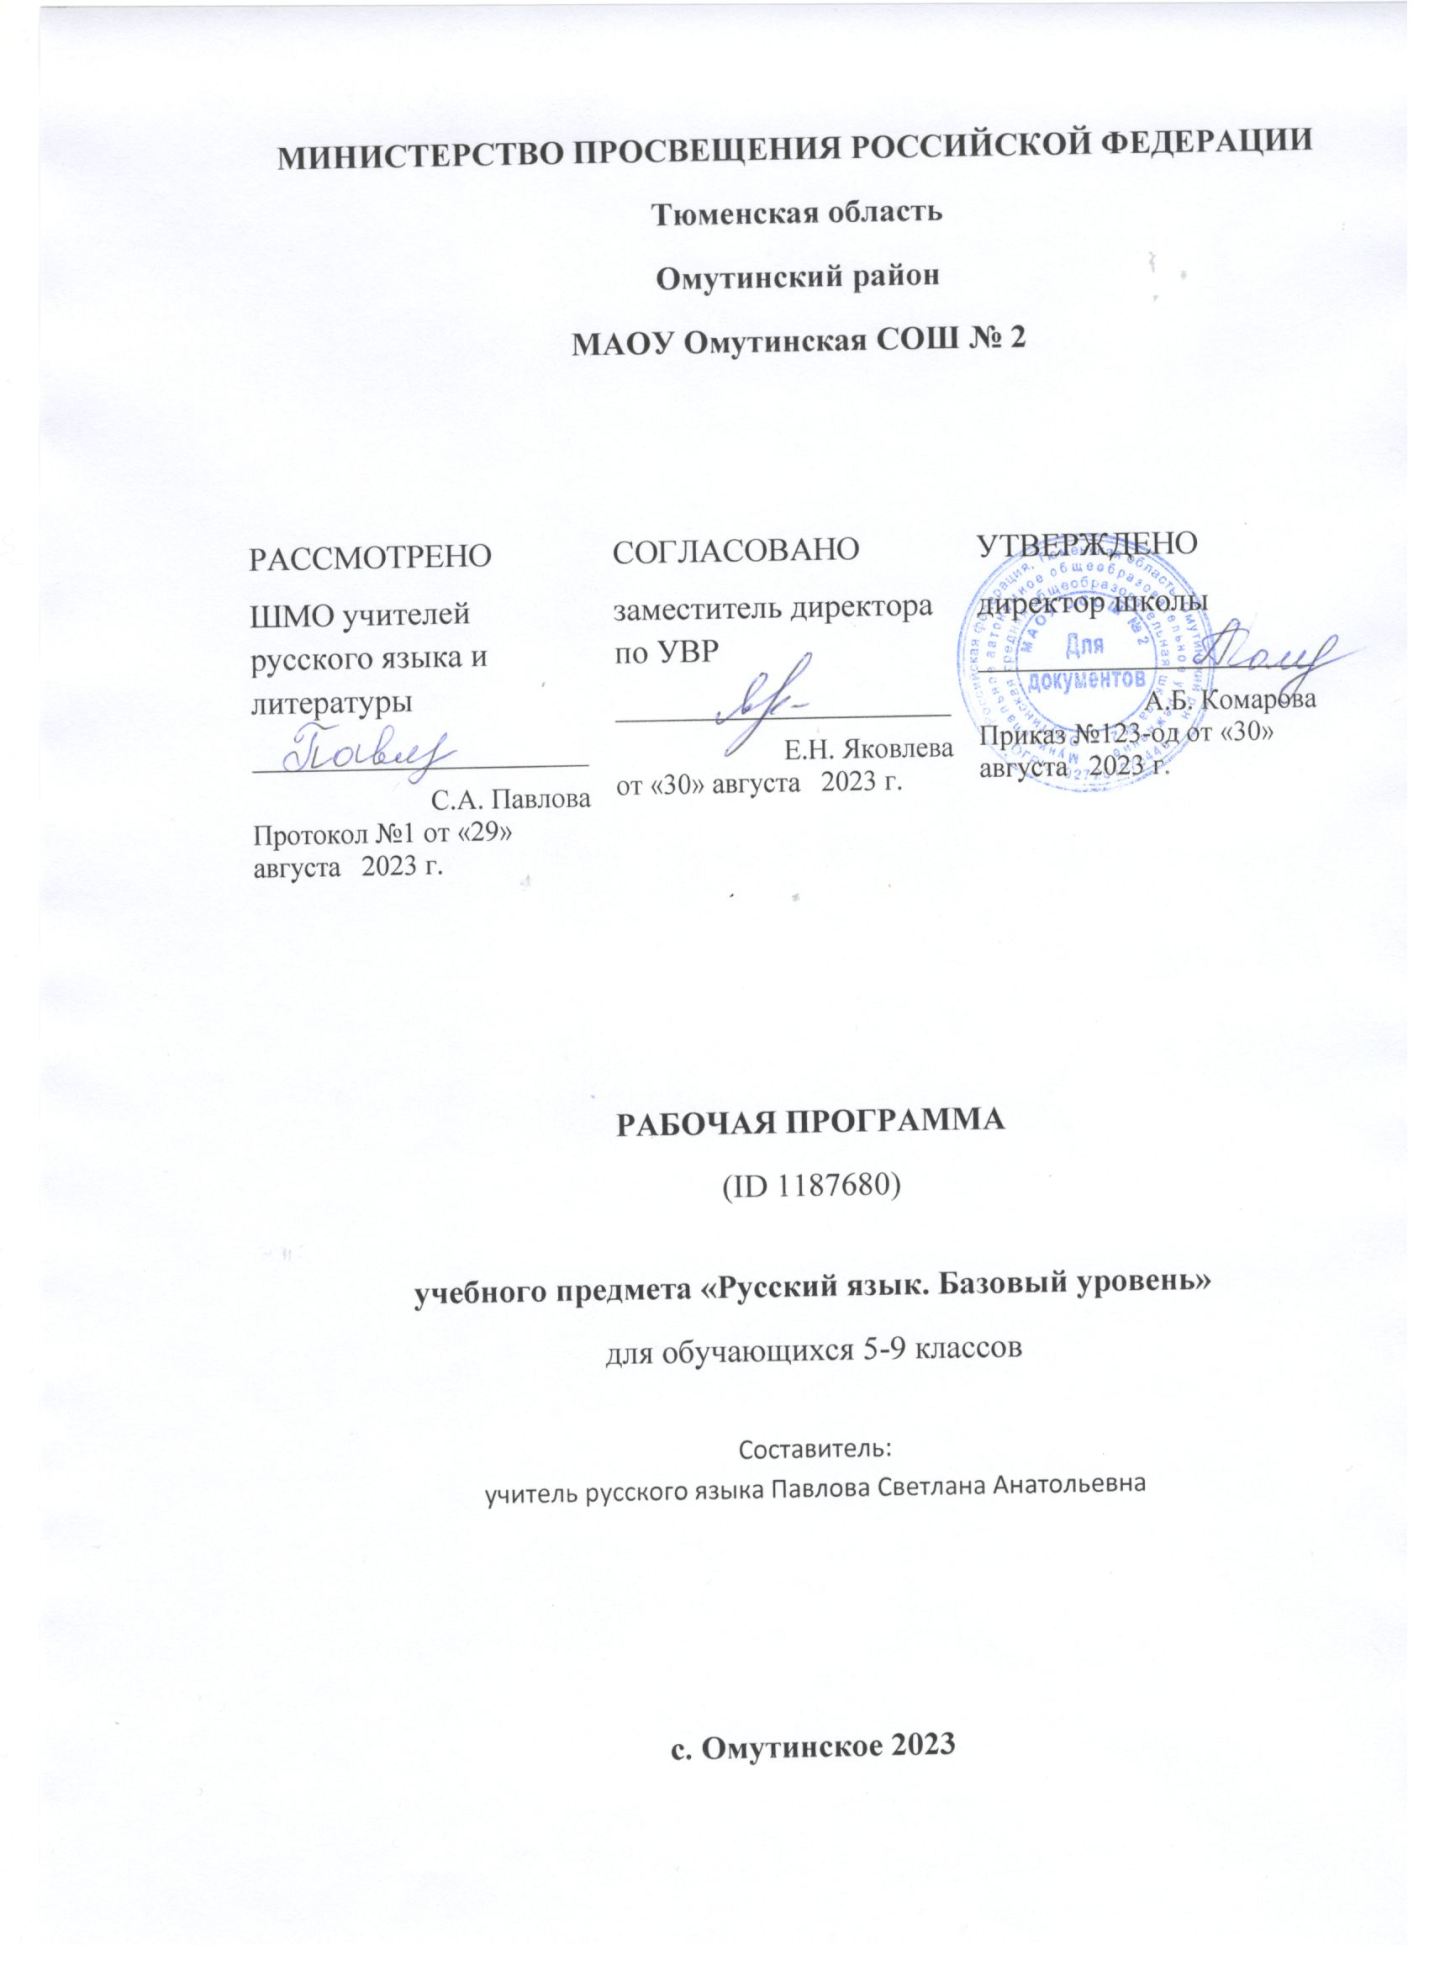 МИНИСТЕРСТВО ПРОСВЕЩЕНИЯ РОССИЙСКОЙ ФЕДЕРАЦИИ
Тюменская область
Омутинский район
МАОУ Омутинская СОШ № 2
РАССМОТРЕНО
ШМО учителей
русского языка и
литературы
Павлу
С.А. Павлова
Протокол №1 от «29»
августа 2023 г.
СОГЛАСОВАНО
заместитель директора
по УВР
Е.Н. Яковлева
от «30» августа 2023 г.
УТВЕРЖДЕНО
директор школы
Для
документов
А.Б. Комарова
Приказ №123-од от «30»
августа 2023 г.
РАБОЧАЯ ПРОГРАММА
(ID 1187680)
учебного предмета «Русский язык. Базовый уровень»
для обучающихся 5-9 классов
Составитель:
учитель русского языка Павлова Светлана Анатольевна
с. Омутинское 2023